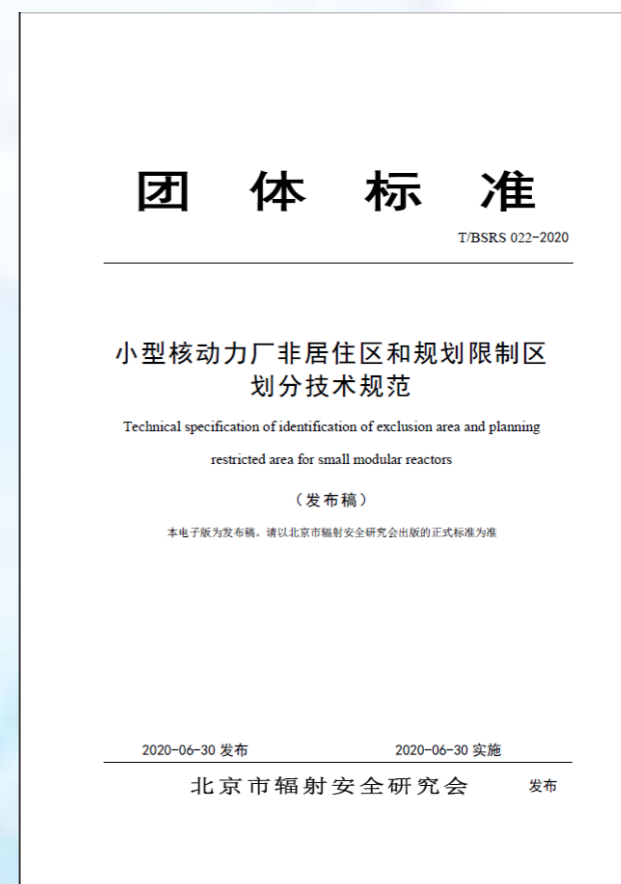 团体标准
T/BSRS 022-2020
小型核动力厂非居住区和规划限制区
划分技术规范
Technical specification of identification of exclusion area and planning
restricted area for small modular reactors
（发布稿）
本电子版为发布稿。请以北京市辐射安全研究会出版的正式标准为准
2020-06-30 发布 2020-06-30 实施
北京市辐射安全研究会 发布